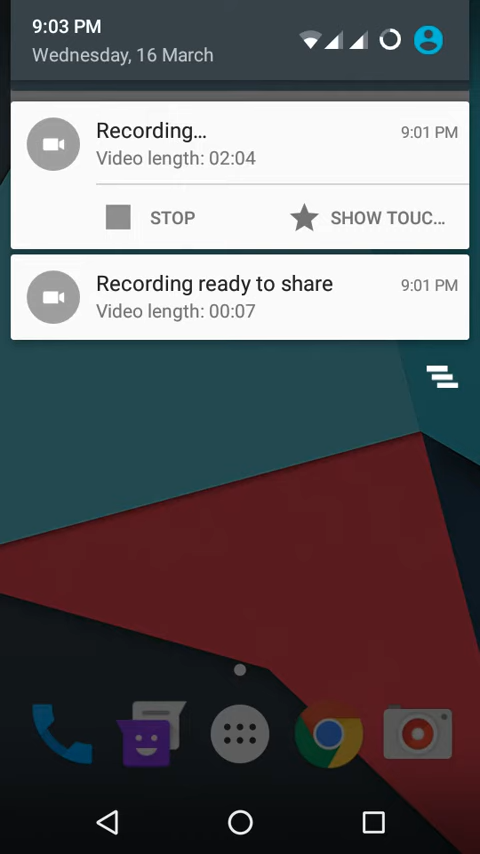 9:03 PM
Wednesday, 16 March
Recording...
9:01 PM
Video length: 02:04
STOP
SHOW TOUC...
Recording ready to share
9:01 PM
Video length: 00:07